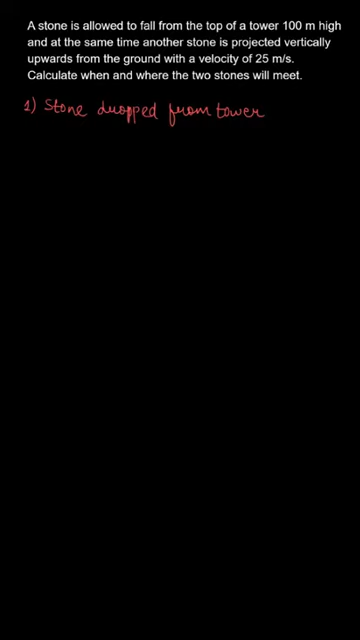 A stone is allowed to fall from the top of a tower 100 m high
and at the same time another stone is projected vertically
upwards from the ground with a velocity of 25 m/s.
Calculate when and where the two stones will meet.
1) Stone dropped from tower